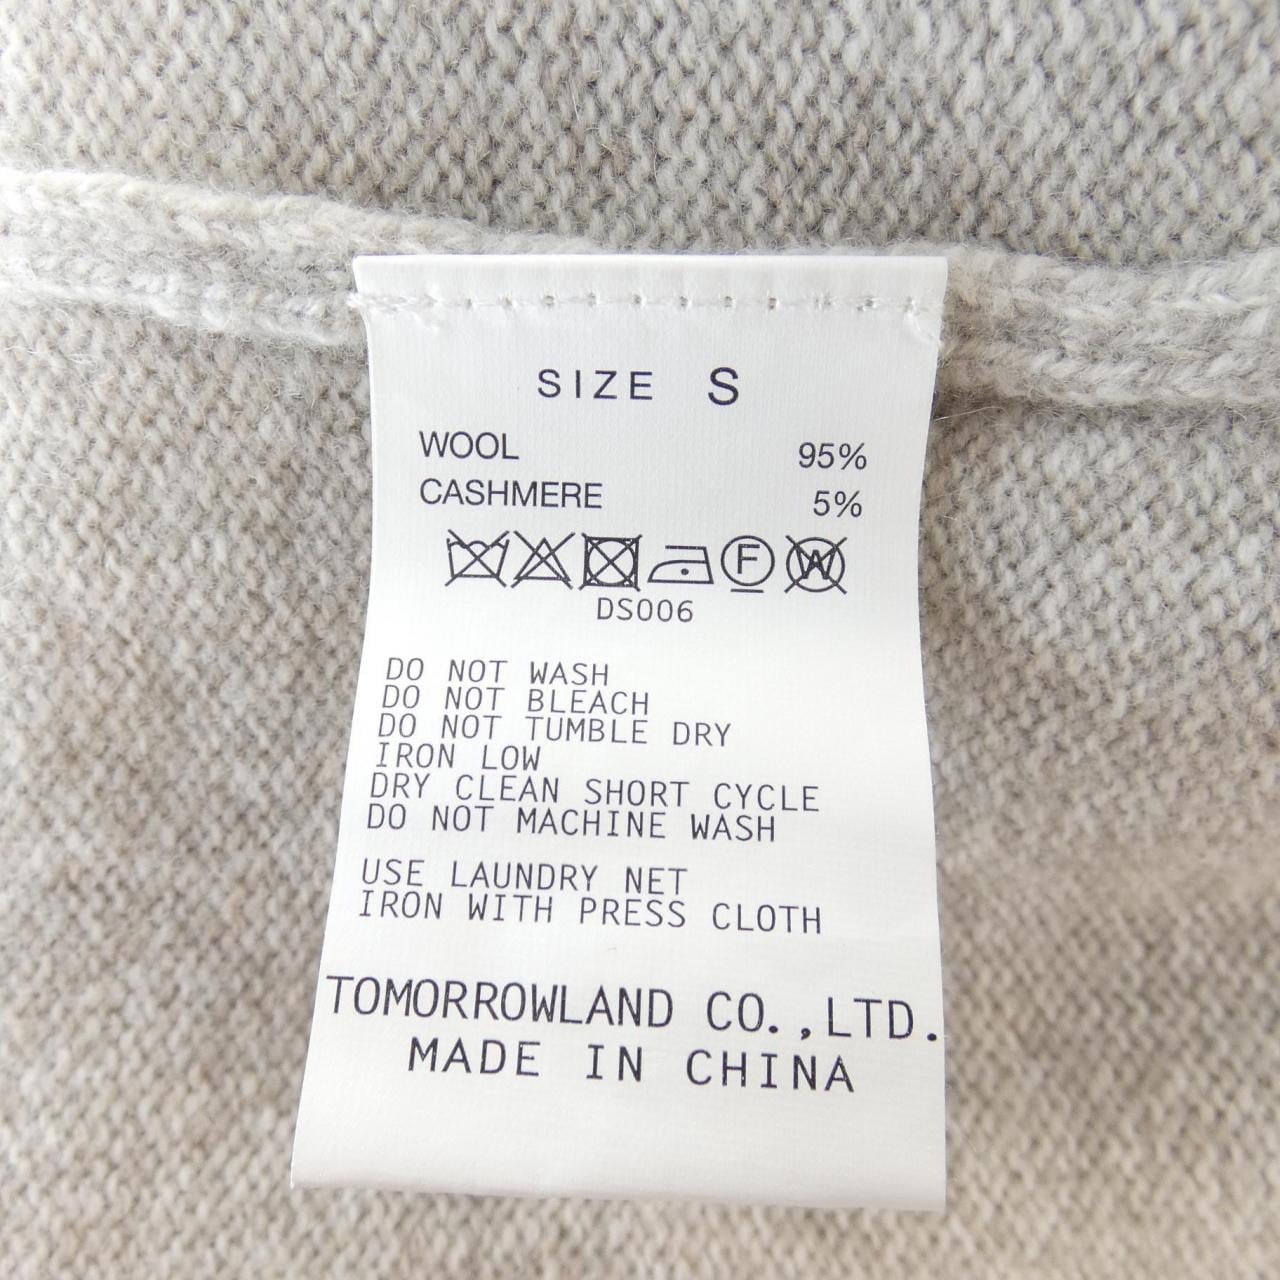 SIZE S
WOOL 95%
CASHMERE 5%
F W
DS006
DO NOT WASH
DO NOT BLEACH
DO NOT TUMBLE DRY
IRON LOW
DRY CLEAN SHORT CYCLE
DO NOT MACHINE WASH
USE LAUNDRY NET
IRON WITH PRESS CLOTH
TOMORROWLAND CO.,LTD.
MADE IN CHINA